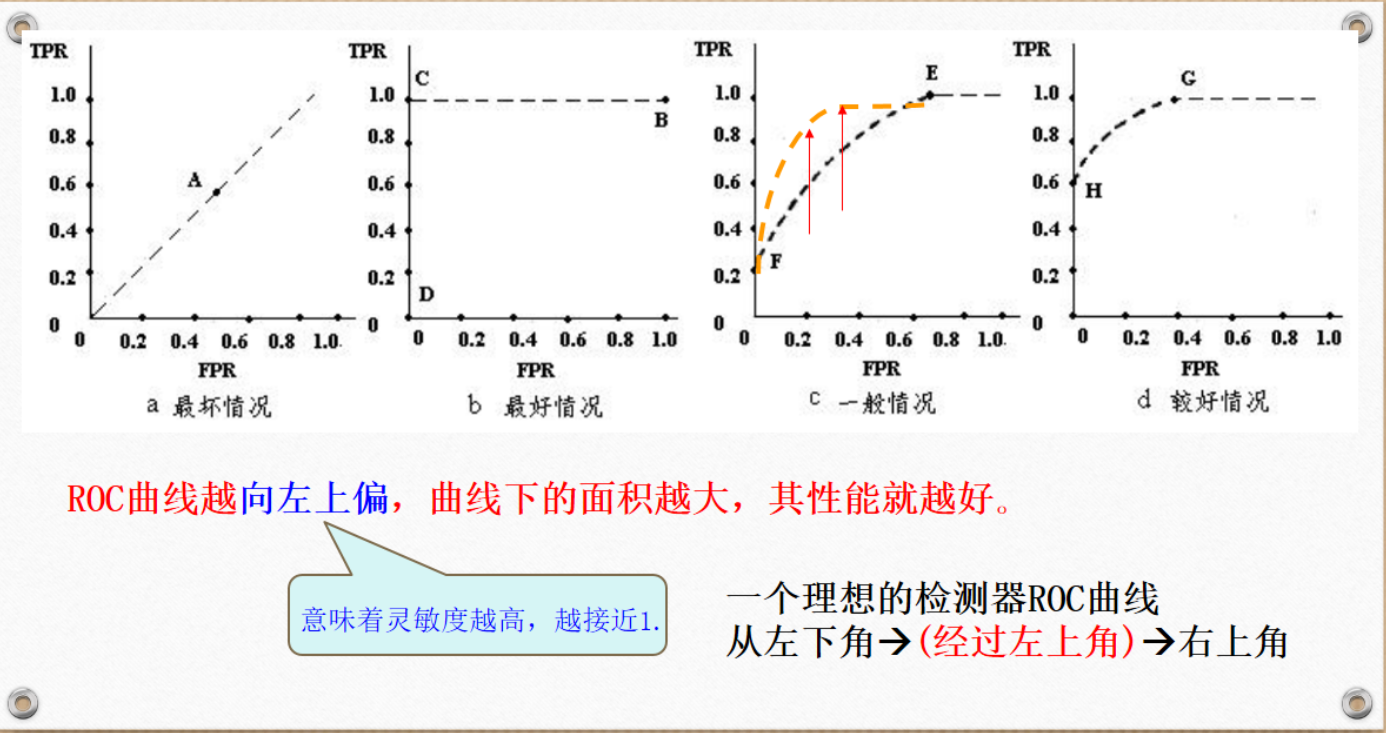 TPR
1.0
0.8
0.6
0.4
0.2
0
A
0 0.2 0.4 0.6 0.8 1.0.
FPR
a 最坏情况
TPR
C
1.0
B
0.8
0.6
0.4
0.2
D
0
0 0.2 0.4 0.6 0.8 1.0
FPR
b 最好情况
TPR
E
1.0
0.8
0.6
0.4
F
0.2
0
0 0.2 0.4 0.6 0.8 1.0.
FPR
c 一般情况
TPR
G
1.0
0.8
0.6
H
0.4
0.2
0
0 0.2 0.4 0.6 0.8 1.0
FPR
d 较好情况
ROC曲线越向左上偏，曲线下的面积越大，其性能就越好。
意味着灵敏度越高，越接近1.
一个理想的检测器ROC曲线
从左下角→(经过左上角)→右上角